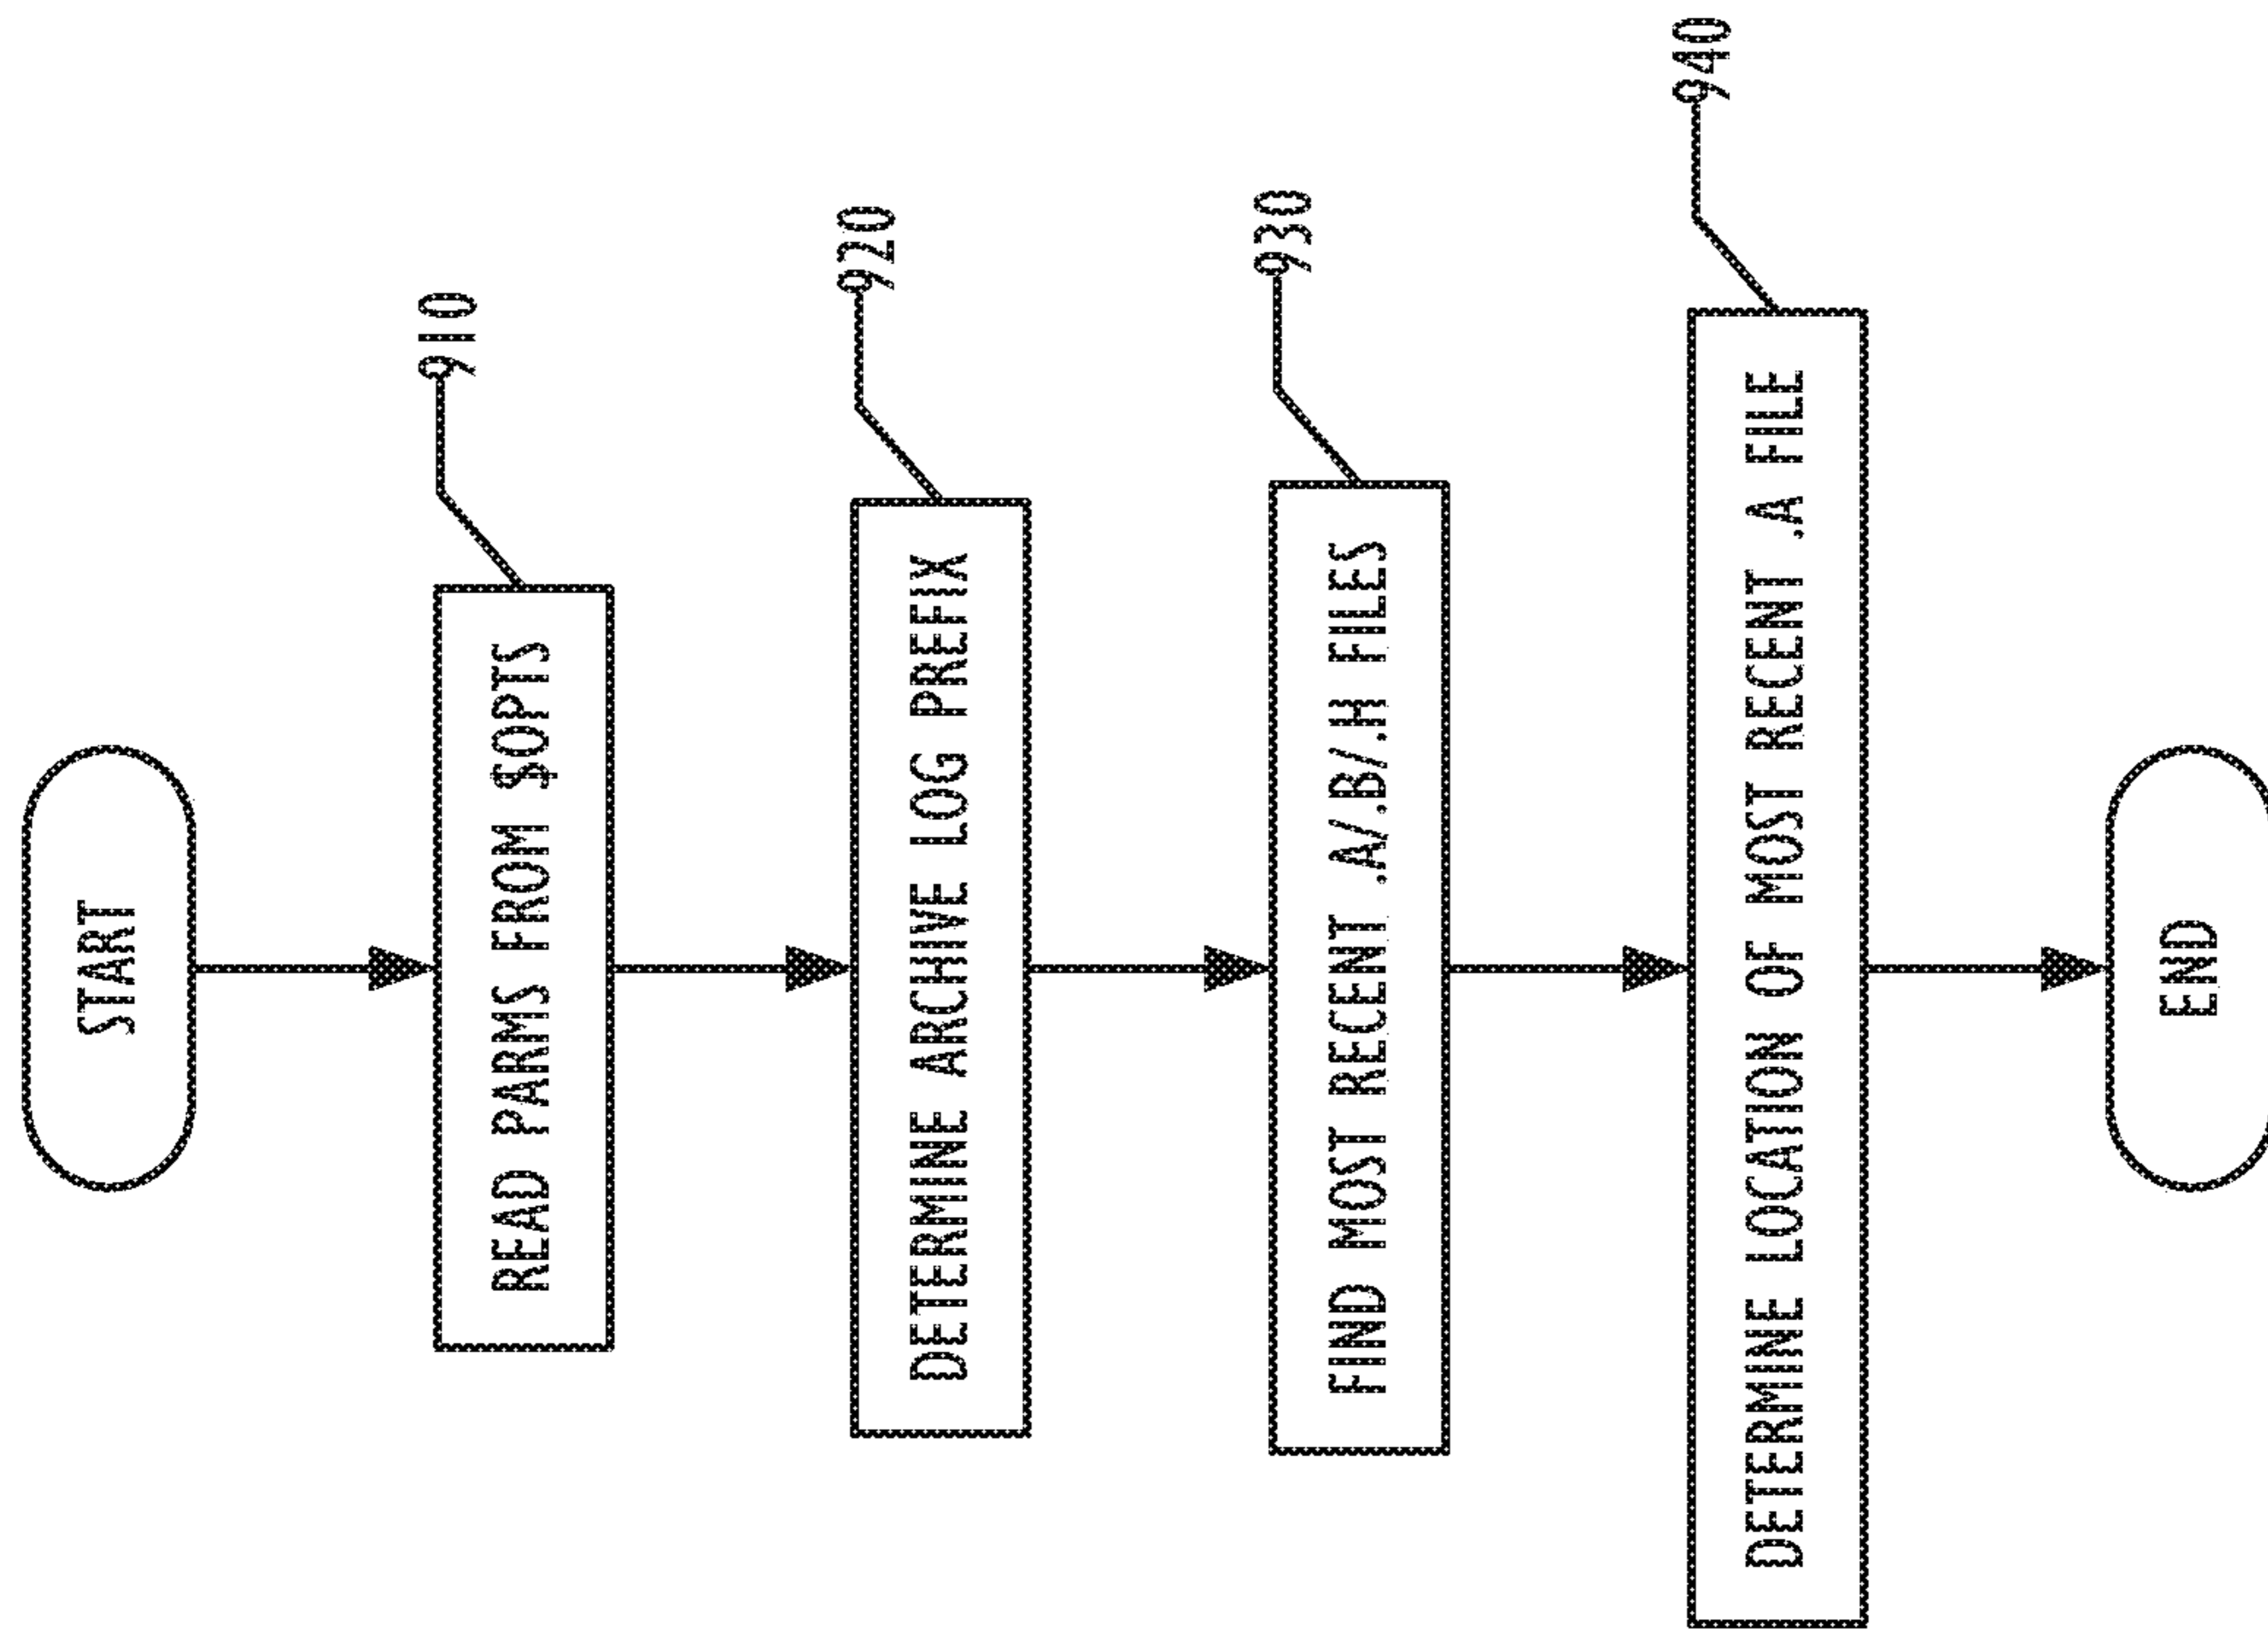 START
READ PARMS FROM $OPTS
910
DETERMINE ARCHIVE LOG PREFIX
920
FIND MOST RECENT .A/.B/.H FILES
930
DETERMINE LOCATION OF MOST RECENT .A FILE
940
END